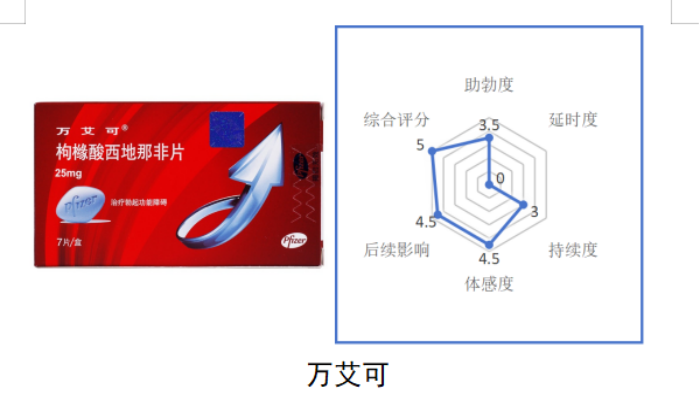 万艾可®
枸橼酸西地那非片
25mg
Pfizer
治疗勃起功能障碍
7片/盒
Pfizer
助勃度
综合评分
延时度
3.5
5
0
3
4.5
后续影响
4.5
持续度
体感度
万艾可